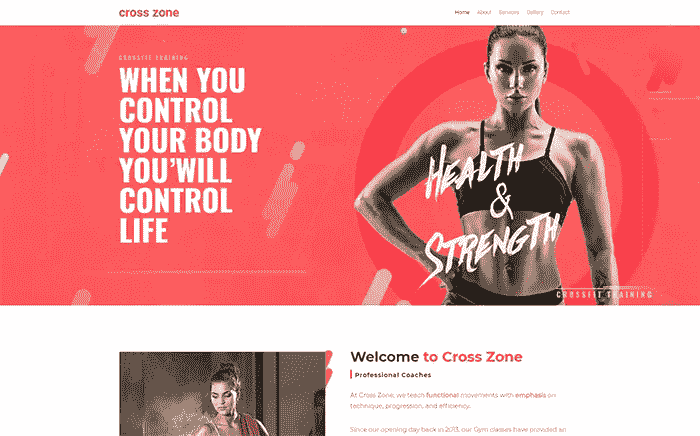 cross zone
Home About Services Gallery Contact
CROSSFIT TRAINING
WHEN YOU
CONTROL
YOUR BODY
YOU'WILL
CONTROL
LIFE
HEALTH
&
STRENGTH
CROSSFIT TRAINING
Welcome to Cross Zone
Professional Coaches
At Cross Zone, we teach functional movements with emphasis on
technique, progression, and efficiency.
Since our opening day back in 2013, our Gym classes have provided an